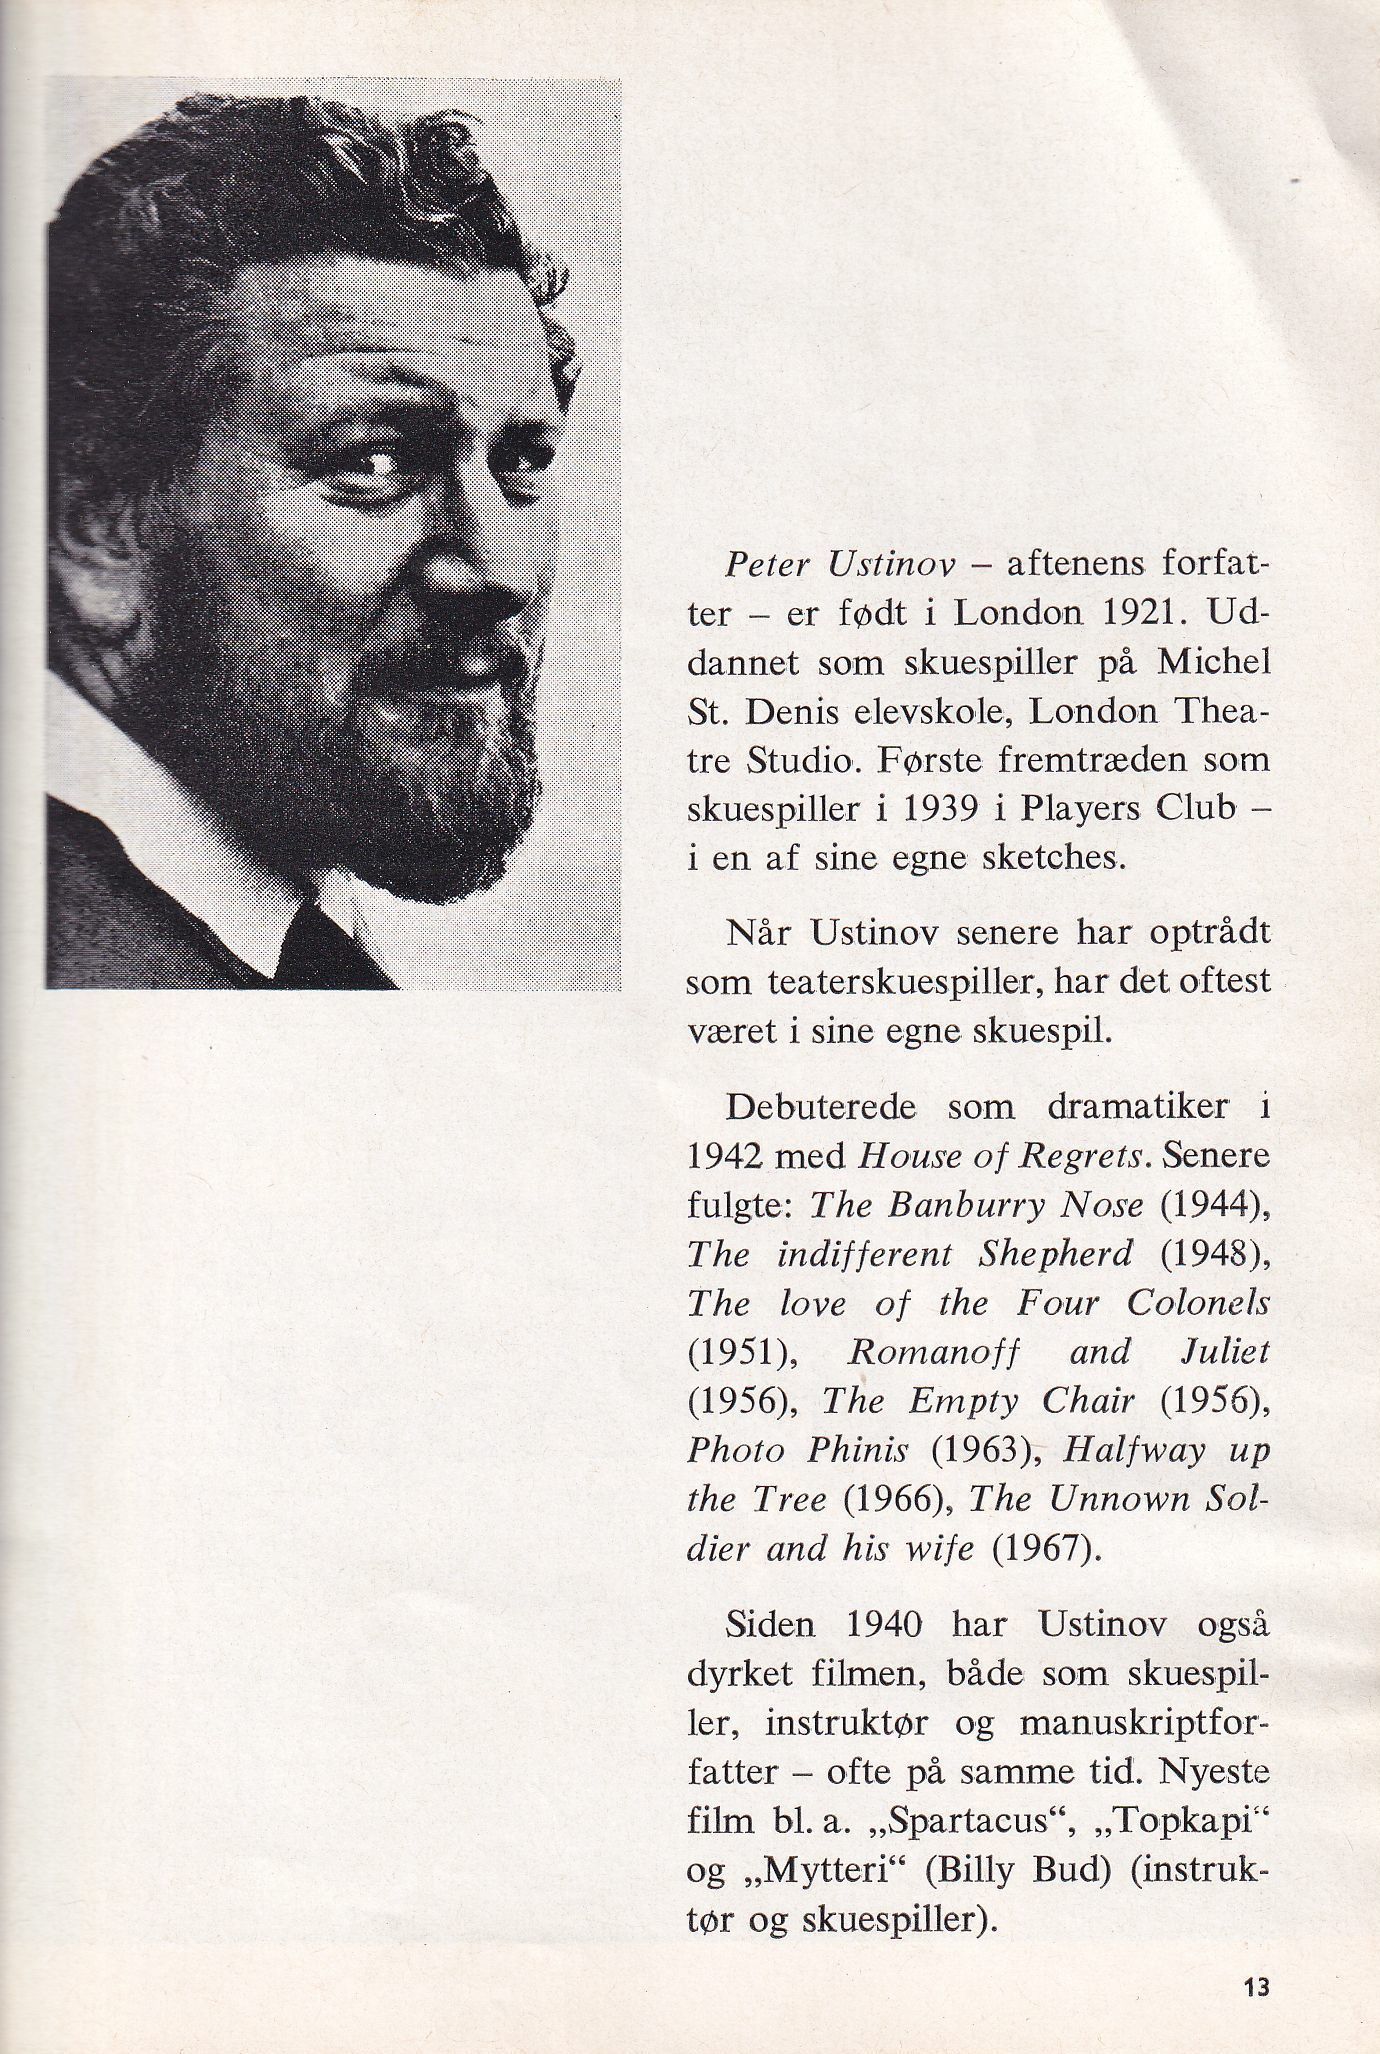 Peter Ustinov – aftenens forfat-
ter – er født i London 1921. Ud-
dannet som skuespiller på Michel
St. Denis elevskole, London Thea-
tre Studio. Første fremtræden som
skuespiller i 1939 i Players Club –
i en af sine egne sketches.
Når Ustinov senere har optrådt
som teaterskuespiller, har det oftest
været i sine egne skuespil.
Debuterede som dramatiker i
1942 med House of Regrets. Senere
fulgte: The Banburry Nose (1944),
The indifferent Shepherd (1948),
The love of the Four Colonels
(1951), Romanoff and Juliet
(1956), The Empty Chair (1956),
Photo Phinis (1963), Halfway up
the Tree (1966), The Unnown Sol-
dier and his wife (1967).
Siden 1940 har Ustinov også
dyrket filmen, både som skuespil-
ler, instruktør og manuskriptfor-
fatter – ofte på samme tid. Nyeste
film bl. a. „Spartacus“, „Topkapi“
og „Mytteri“ (Billy Bud) (instruk-
tør og skuespiller).
13